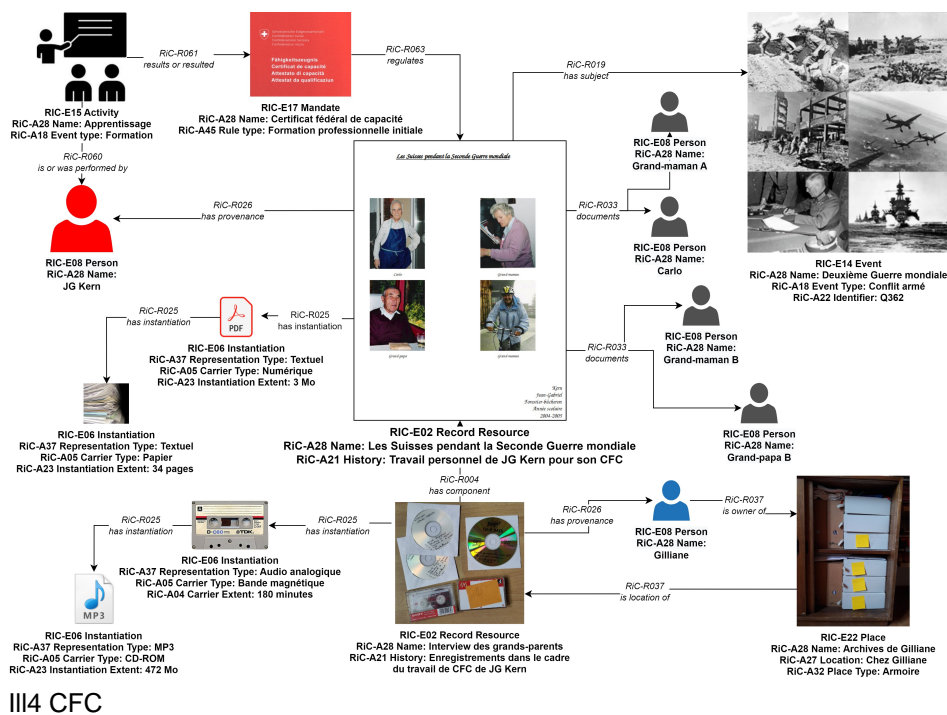 RiC-R061
results or resulted
Fähigkeitszeugnis
Certificat de capacité
Attestato di capacità
Attestat da qualificaziun
RiC-R063
regulates
RiC-R019
has subject
RIC-E15 Activity
RiC-A28 Name: Apprentissage
RiC-A18 Event type: Formation
RIC-E17 Mandate
RiC-A28 Name: Certificat fédéral de capacité
RiC-A45 Rule type: Formation professionnelle initiale
RIC-E08 Person
RiC-A28 Name:
Grand-maman A
RiC-R060
is or was performed by
Les Suisses pendant la Seconde Guerre mondiale
RiC-R026
has provenance
RiC-R033
documents
RIC-E08 Person
RiC-A28 Name:
JG Kern
RIC-E08 Person
RiC-A28 Name:
Carlo
RIC-E14 Event
RiC-A28 Name: Deuxième Guerre mondiale
RiC-A18 Event Type: Conflit armé
RiC-A22 Identifier: Q362
Carlo
Grand-maman
RiC-R025
has instantiation
PDF
RiC-R025
has instantiation
RIC-E06 Instantiation
RiC-A37 Representation Type: Textuel
RiC-A05 Carrier Type: Numérique
RiC-A23 Instantiation Extent: 3 Mo
Grand-papa
Grand-maman
RiC-R033
documents
RIC-E08 Person
RiC-A28 Name:
Grand-maman B
Kern
Jean-Gabriel
Forestier-bûcheron
Année scolaire
2004-2005
RIC-E08 Person
RiC-A28 Name:
Grand-papa B
RIC-E06 Instantiation
RiC-A37 Representation Type: Textuel
RiC-A05 Carrier Type: Papier
RiC-A23 Instantiation Extent: 34 pages
RIC-E02 Record Resource
RiC-A28 Name: Les Suisses pendant la Seconde Guerre mondiale
RiC-A21 History: Travail personnel de JG Kern pour son CFC
RiC-R004
has component
RiC-R025
has instantiation
A
D-C60
TDK
RiC-R025
has instantiation
RiC-R026
has provenance
RIC-E08 Person
RiC-A28 Name:
Gilliane
RiC-R037
is owner of
RIC-E06 Instantiation
RiC-A37 Representation Type: Audio analogique
RiC-A05 Carrier Type: Bande magnétique
RiC-A04 Carrier Extent: 180 minutes
RiC-R037
is location of
MP3
RIC-E06 Instantiation
RiC-A37 Representation Type: MP3
RiC-A05 Carrier Type: CD-ROM
RiC-A23 Instantiation Extent: 472 Mo
RIC-E02 Record Resource
RiC-A28 Name: Interview des grands-parents
RiC-A21 History: Enregistrements dans le cadre
du travail de CFC de JG Kern
RIC-E22 Place
RiC-A28 Name: Archives de Gilliane
RiC-A27 Location: Chez Gilliane
RiC-A32 Place Type: Armoire
III4 CFC